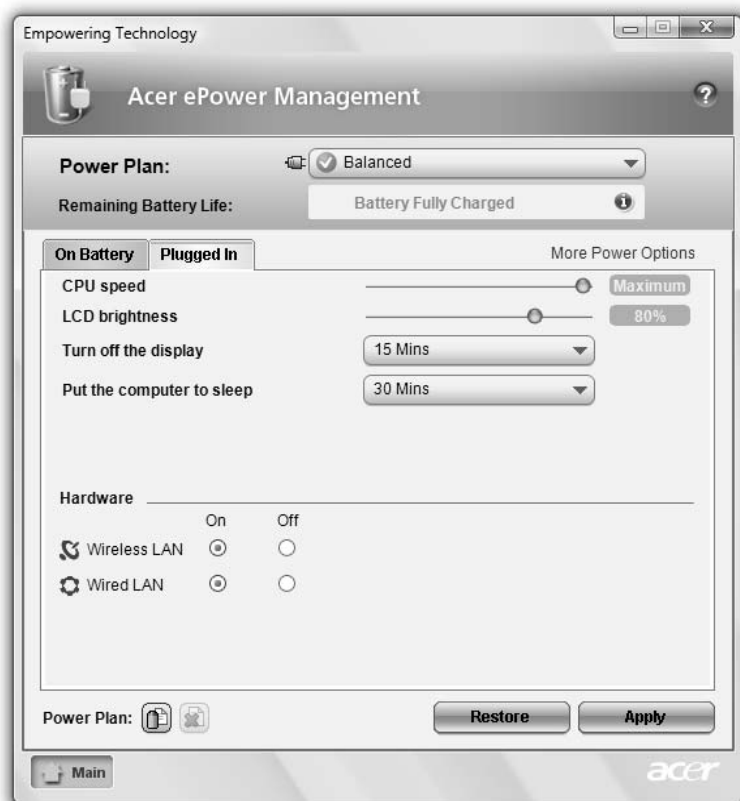 Empowering Technology
Acer ePower Management
?
Power Plan:
Balanced
Remaining Battery Life:
Battery Fully Charged
i
On Battery
Plugged In
More Power Options
CPU speed
Maximum
LCD brightness
80%
Turn off the display
15 Mins
Put the computer to sleep
30 Mins
Hardware
On
Off
Wireless LAN
Wired LAN
Power Plan:
Restore
Apply
Main
acer